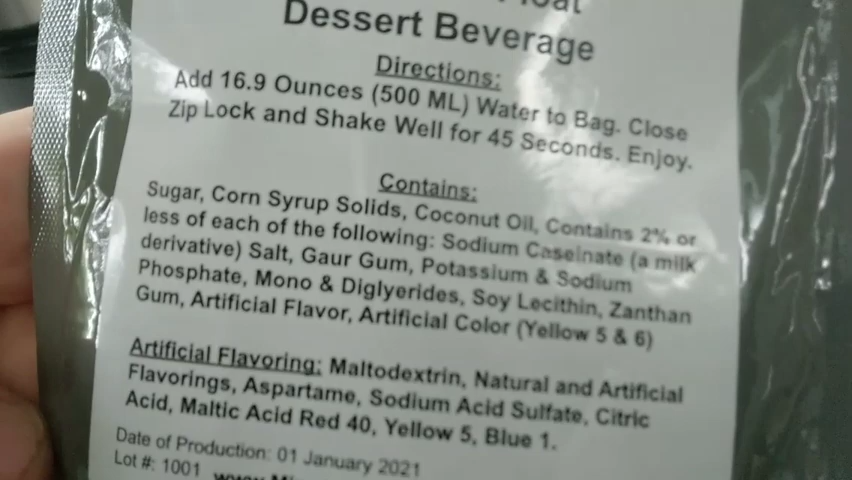 Dessert Beverage
Directions:
Add 16.9 Ounces (500 ML) Water to Bag. Close
Zip Lock and Shake Well for 45 Seconds. Enjoy.
Contains:
Sugar, Corn Syrup Solids, Coconut Oil, Contains 2% or
less of each of the following: Sodium Caseinate (a milk
derivative) Salt, Gaur Gum, Potassium & Sodium
Phosphate, Mono & Diglyerides, Soy Lecithin, Zanthan
Gum, Artificial Flavor, Artificial Color (Yellow 5 & 6)
Artificial Flavoring: Maltodextrin, Natural and Artificial
Flavorings, Aspartame, Sodium Acid Sulfate, Citric
Acid, Maltic Acid Red 40, Yellow 5, Blue 1.
Date of Production: 01 January 2021
Lot #: 1001